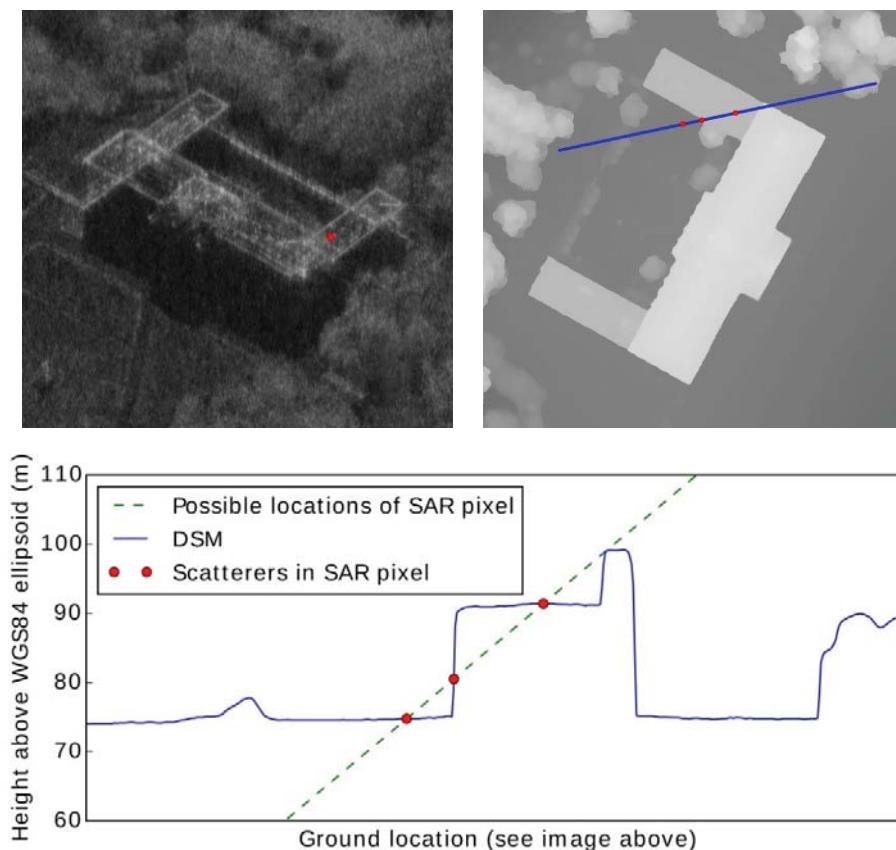 110
100
90
80
70
60
Height above WGS84 ellipsoid (m)
Possible locations of SAR pixel
DSM
Scatterers in SAR pixel
Ground location (see image above)